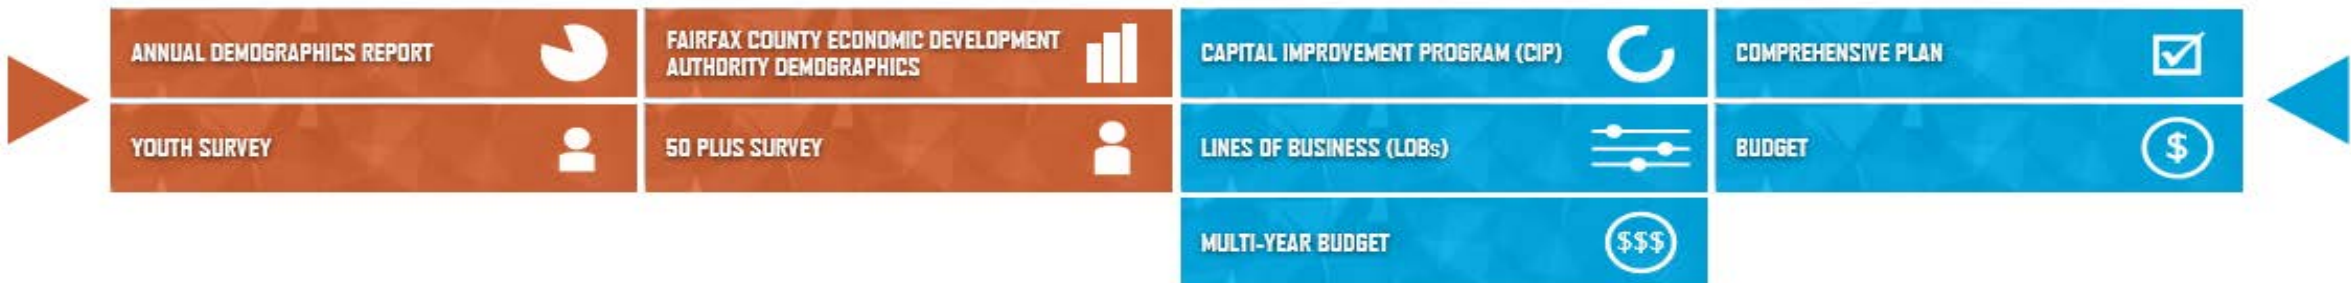 ANNUAL DEMOGRAPHICS REPORT
FAIRFAX COUNTY ECONOMIC DEVELOPMENT
AUTHORITY DEMOGRAPHICS
CAPITAL IMPROVEMENT PROGRAM (CIP)
COMPREHENSIVE PLAN
YOUTH SURVEY
50 PLUS SURVEY
LINES OF BUSINESS (LOBs)
BUDGET
$
MULTI-YEAR BUDGET
$$$